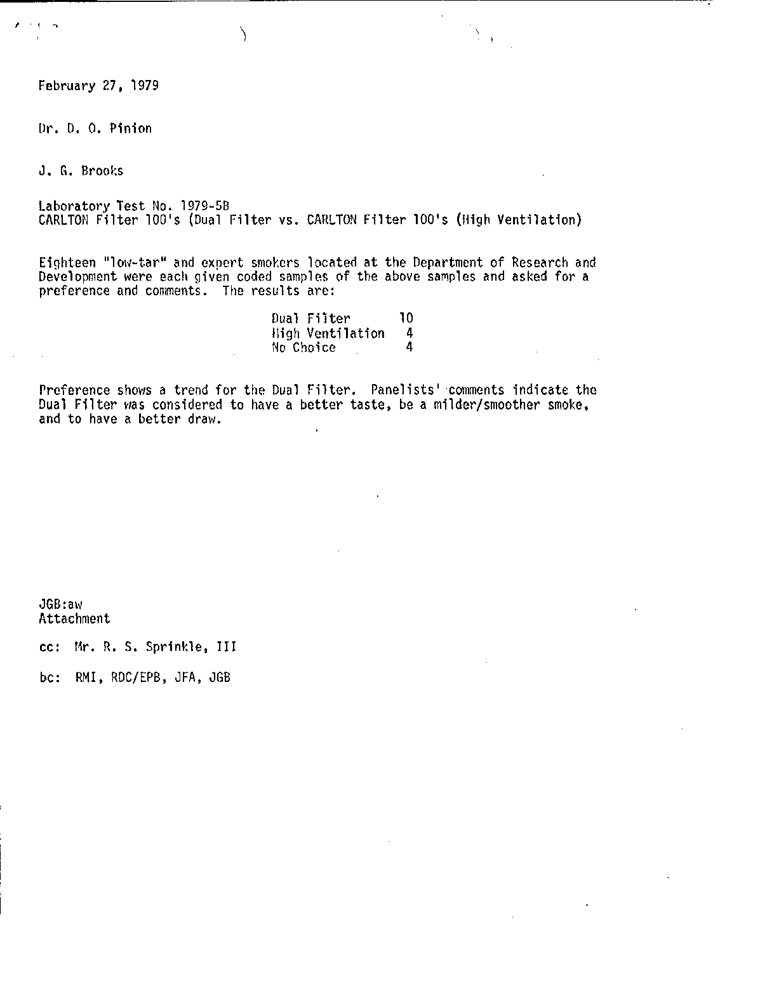 February 27, 1979
Dr. D. O. Pinion
J. G. Brooks
Laboratory Test No. 1979-5B
CARLTON Filter 100's (Dual Filter vs. CARLTON Filter 100's (High Ventilation)
Eighteen "low-tar" and expert smokers located at the Department of Research and
Development were each given coded samples of the above samples and asked for a
preference and comments. The results are:
Dual Filter 10
High Ventilation 4
No Choice 4
Preference shows a trend for the Dual Filter. Panelists' comments indicate the
Dual Filter was considered to have a better taste, be a milder/smoother smoke,
and to have a better draw.
JGB:aw
Attachment
cc: Mr. R. S. Sprinkle, III
bc: RMI, RDC/EPB, JFA, JGB